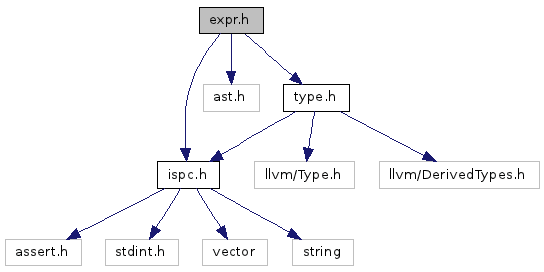 expr.h
ast.h
type.h
ispc.h
llvm/Type.h
llvm/DerivedTypes.h
assert.h
stdint.h
vector
string